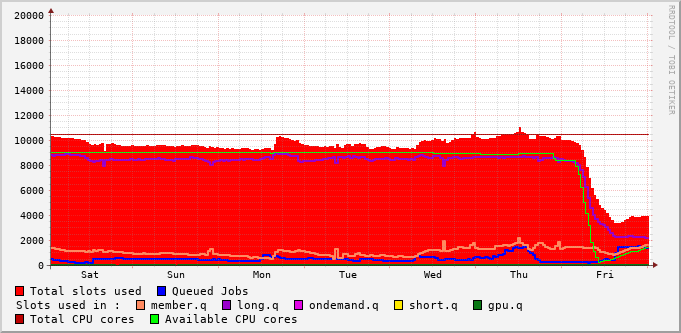 RRDTOOL / TOBI OETIKER
20000
18000
16000
14000
12000
10000
8000
6000
4000
2000
0
Sat Sun Mon Tue Wed Thu Fri
Total slots used Queued Jobs
Slots used in : member.q long.q ondemand.q short.q gpu.q
Total CPU cores Available CPU cores